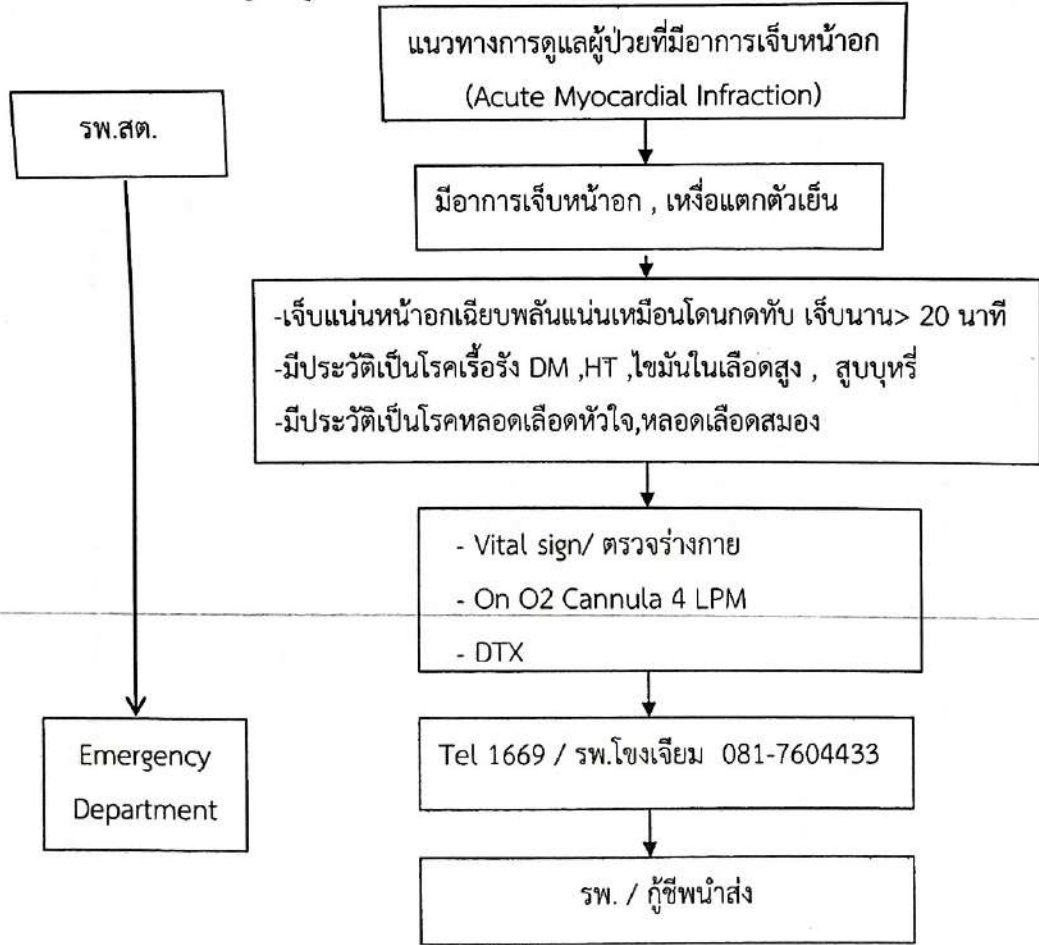 แนวทางการดูแลผู้ป่วยที่มีอาการเจ็บหน้าอก
(Acute Myocardial Infraction)
รพ.สต.
มีอาการเจ็บหน้าอก , เหงื่อแตกตัวเย็น
-เจ็บแน่นหน้าอกเฉียบพลันแน่นเหมือนโดนกดทับ เจ็บนาน> 20 นาที
-มีประวัติเป็นโรคเรื้อรัง DM ,HT ,ไขมันในเลือดสูง , สูบบุหรี่
-มีประวัติเป็นโรคหลอดเลือดหัวใจ,หลอดเลือดสมอง
- Vital sign/ ตรวจร่างกาย
- On O2 Cannula 4 LPM
- DTX
Emergency
Department
Tel 1669 / รพ.โขงเจียม 081-7604433
รพ. / กู้ชีพนำส่ง